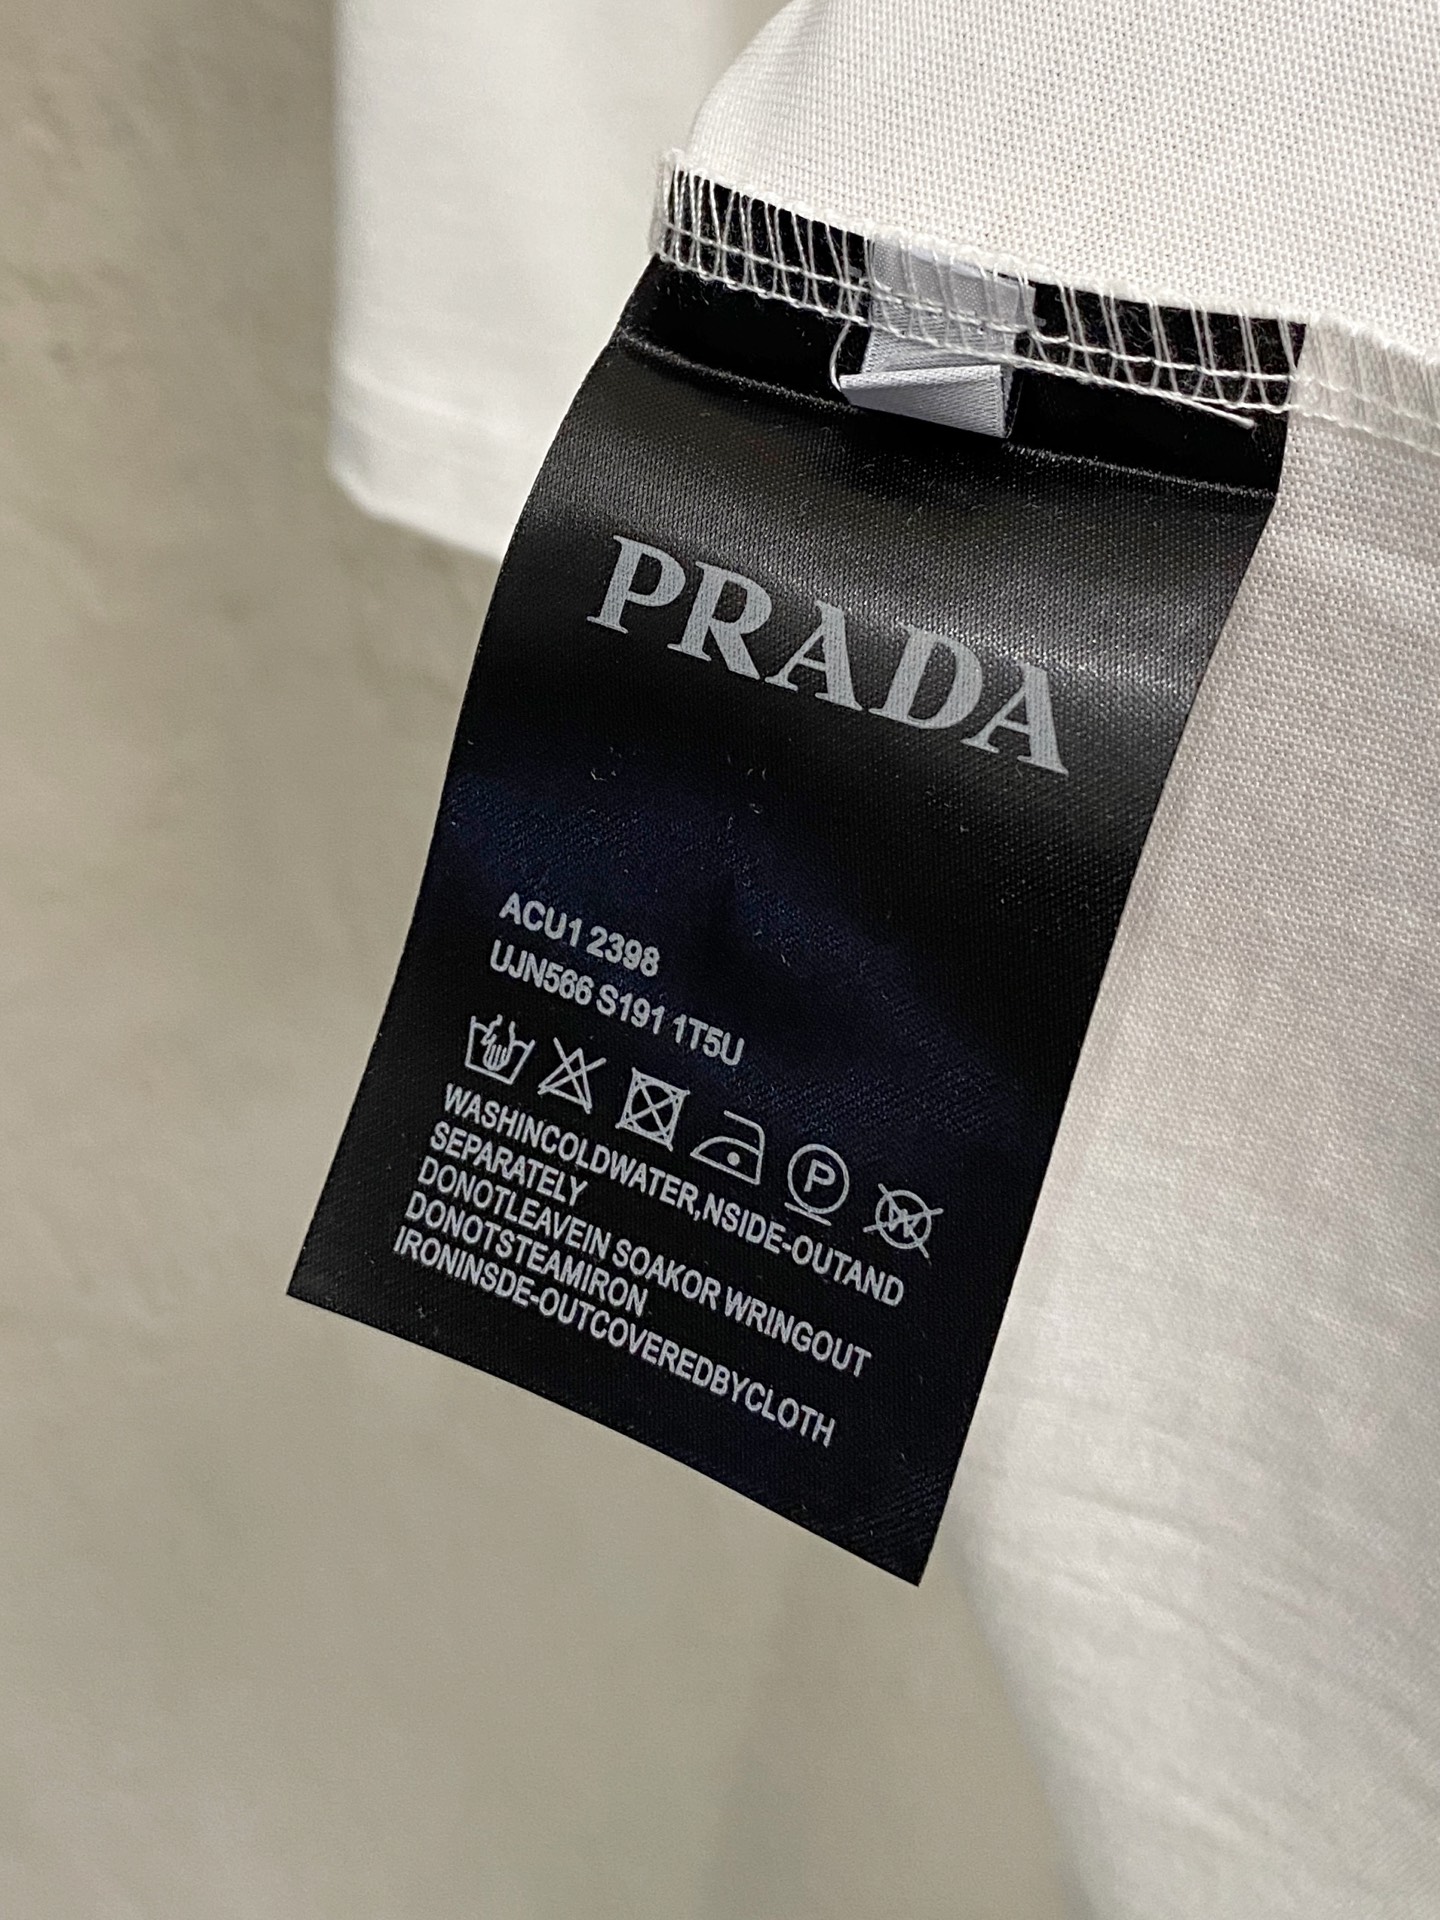 PRADA
ACU1 2398
UJN566 S191 1T5U
P W
WASHINCOLDWATER,NSIDE-OUTAND
SEPARATELY
DONOTLEAVEIN SOAKOR WRINGOUT
DONOTSTEAMIRON
IRONINSDE-OUTCOVEREDBYCLOTH